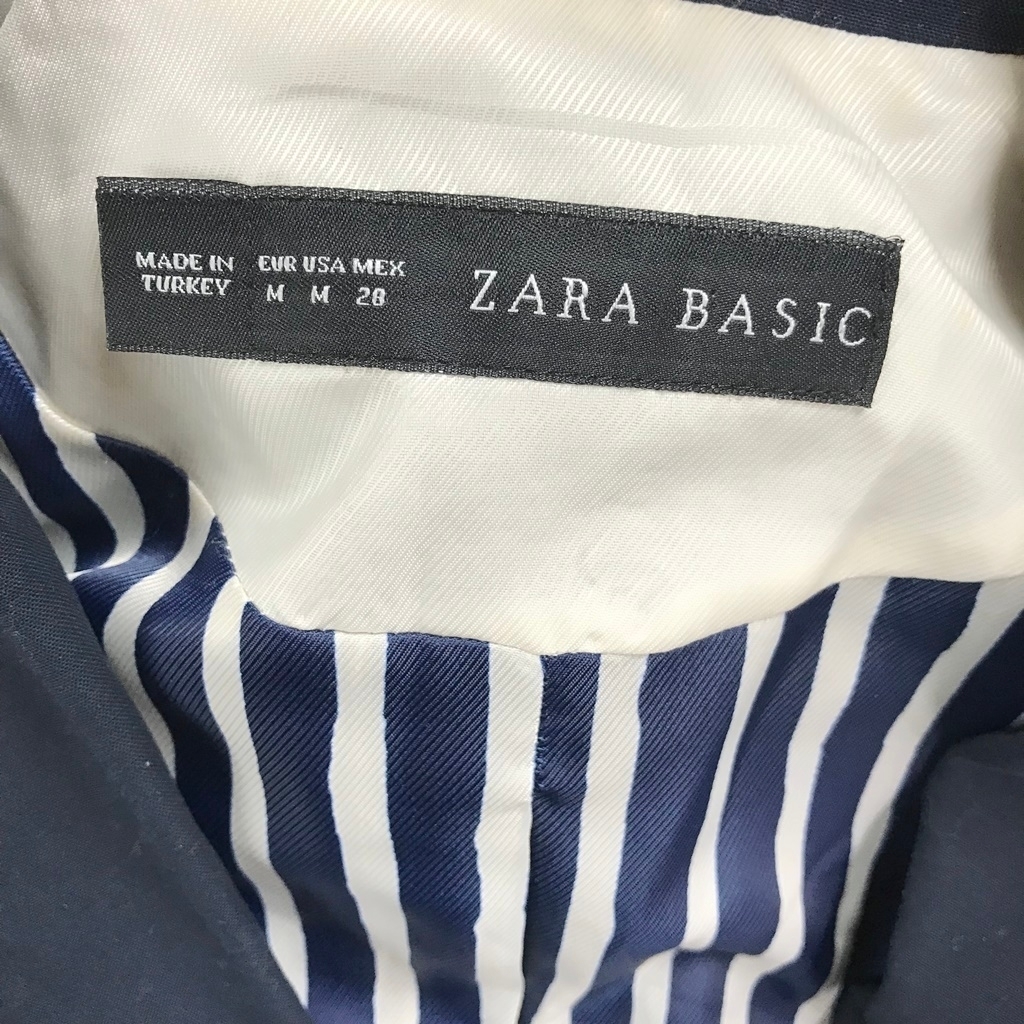 MADE IN
TURKEY
EUR USA MEX
M M 28
ZARA BASIC